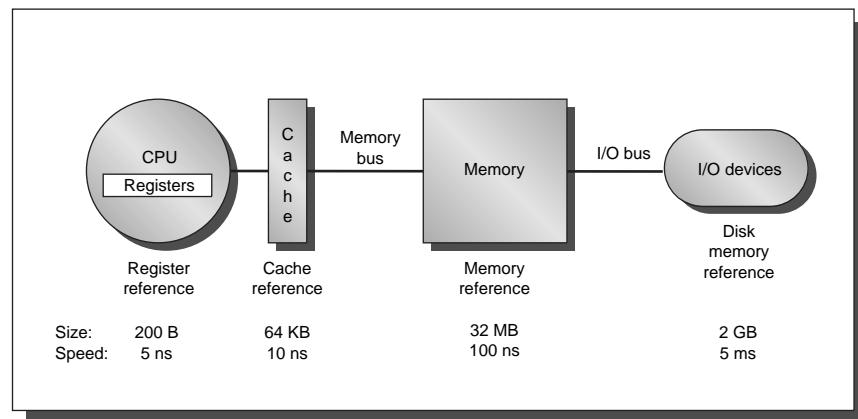 CPU
Registers
Cache
Memory
bus
Memory
I/O bus
I/O devices
Register
reference
Cache
reference
Memory
reference
Disk
memory
reference
Size: 200 B 64 KB 32 MB 2 GB
Speed: 5 ns 10 ns 100 ns 5 ms